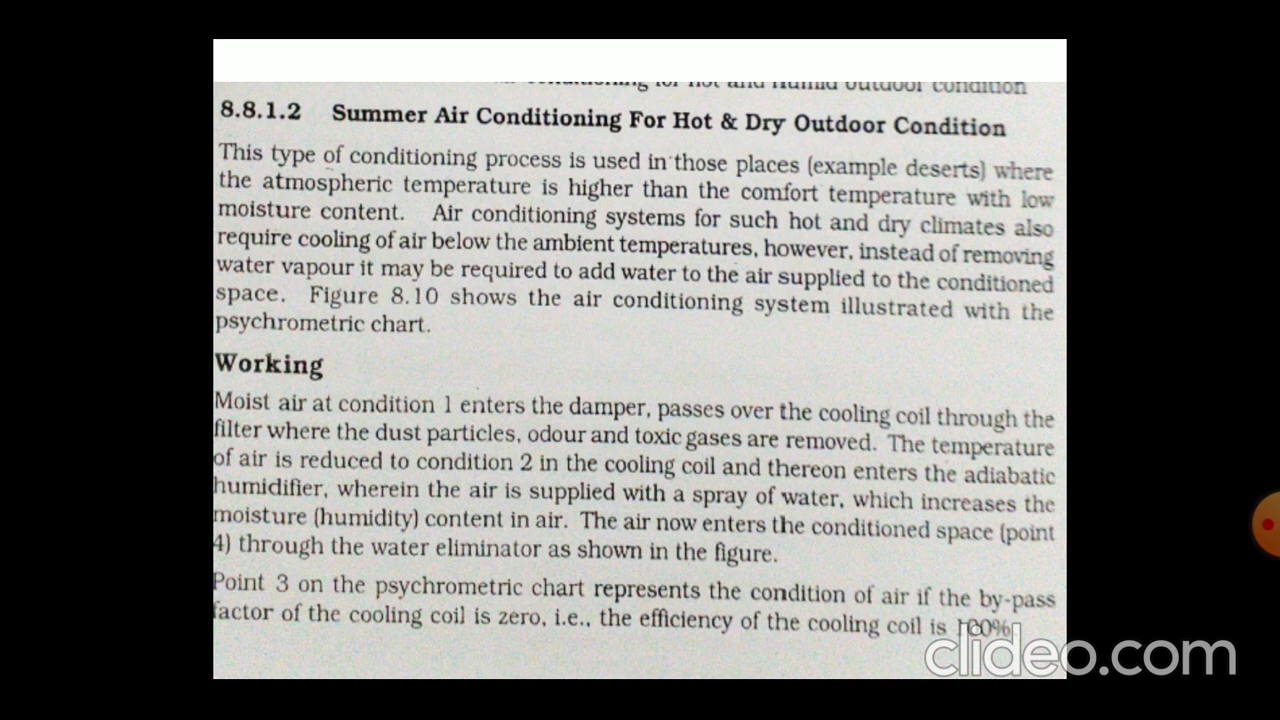 conditioning for hot and humid outdoor condition
8.8.1.2 Summer Air Conditioning For Hot & Dry Outdoor Condition
This type of conditioning process is used in those places (example deserts) where
the atmospheric temperature is higher than the comfort temperature with low
moisture content. Air conditioning systems for such hot and dry climates also
require cooling of air below the ambient temperatures, however, instead of removing
water vapour it may be required to add water to the air supplied to the conditioned
space. Figure 8.10 shows the air conditioning system illustrated with the
psychrometric chart.
Working
Moist air at condition 1 enters the damper, passes over the cooling coil through the
filter where the dust particles, odour and toxic gases are removed. The temperature
of air is reduced to condition 2 in the cooling coil and thereon enters the adiabatic
humidifier, wherein the air is supplied with a spray of water, which increases the
moisture (humidity) content in air. The air now enters the conditioned space (point
4) through the water eliminator as shown in the figure.
Point 3 on the psychrometric chart represents the condition of air if the by-pass
factor of the cooling coil is zero, i.e., the efficiency of the cooling coil is 100%
clideo.com